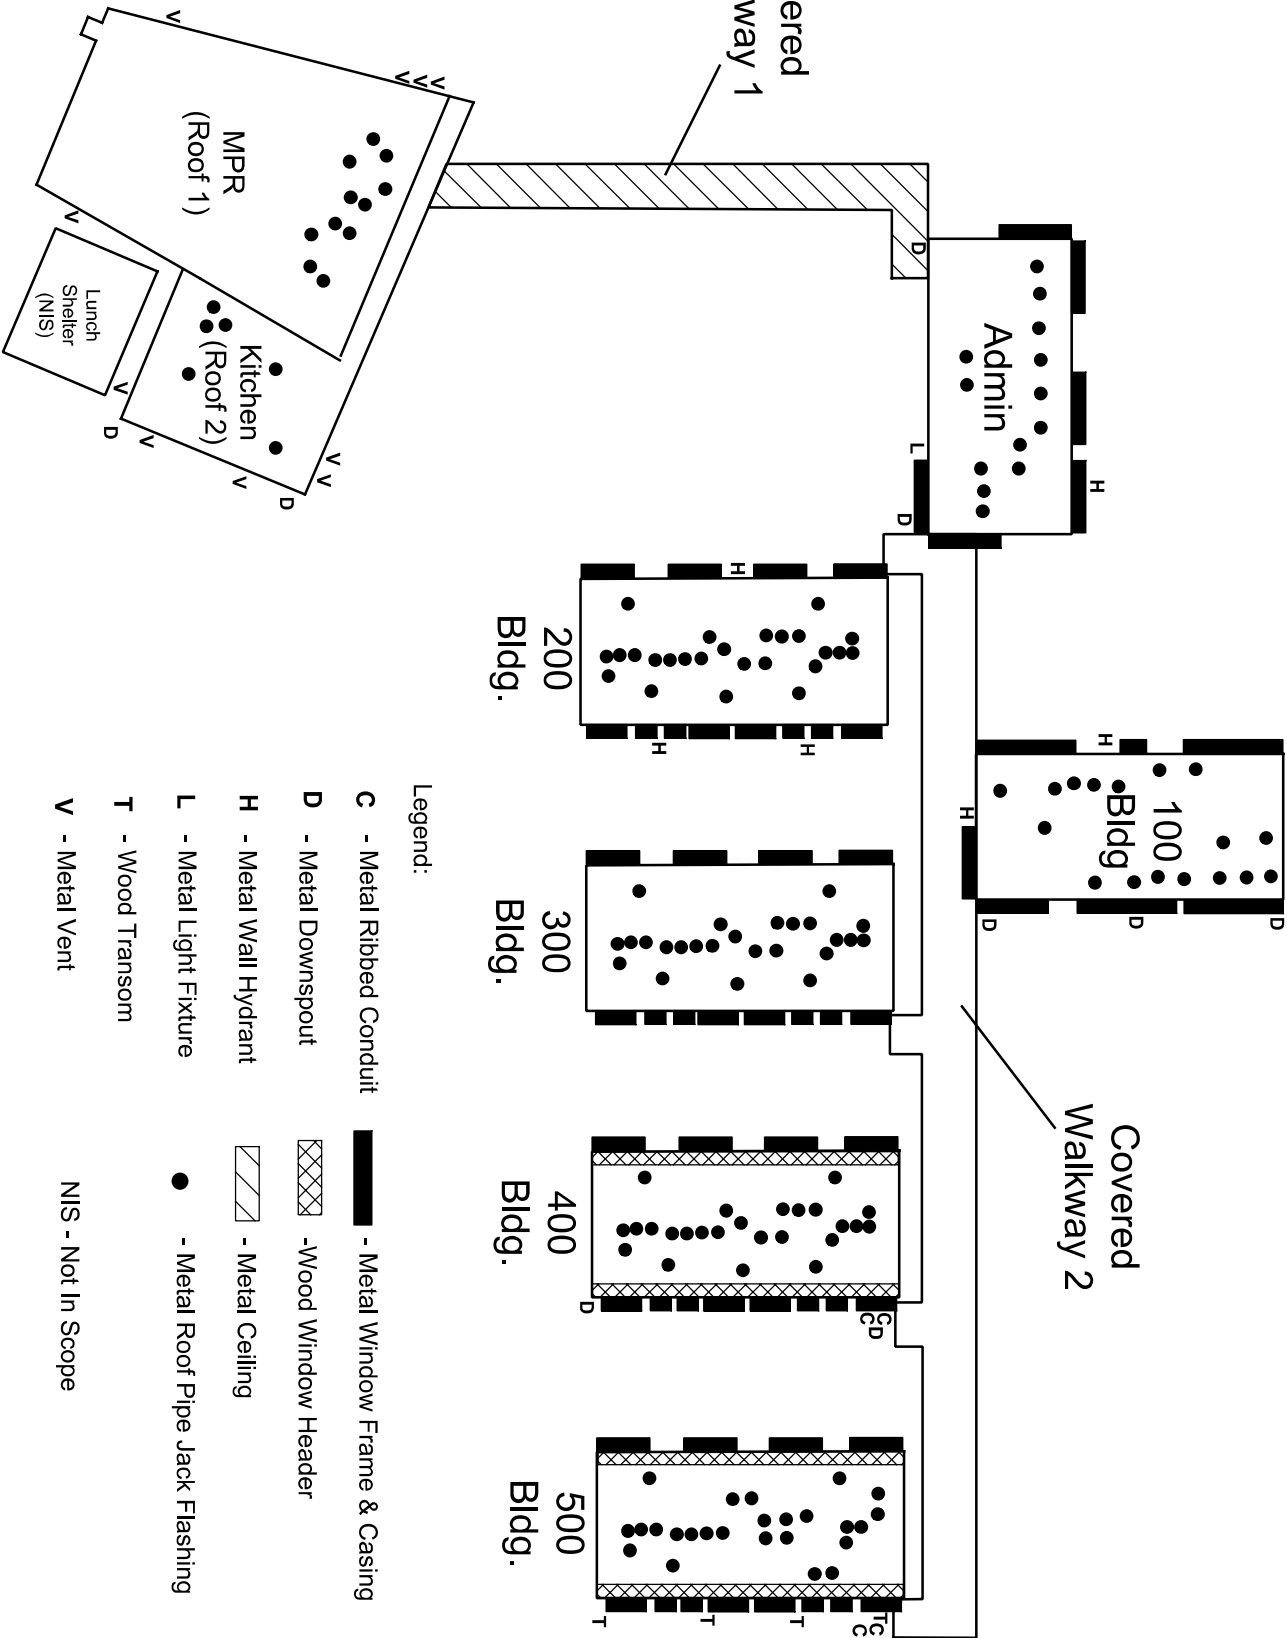 ered
way 1
MPR
(Roof 1)
V
V
V
V
V
Lunch
Shelter
(NIS)
Kitchen
(Roof 2)
V
D
V
V
D
V
V
D
Admin
L
D
H
H
200
Bldg.
H
H
H
100
Bldg
H
D
D
D
300
Bldg.
Covered
Walkway 2
400
Bldg.
D
C
C
D
500
Bldg.
T
T
T
T
C
C
Legend:
C - Metal Ribbed Conduit
D - Metal Downspout
H - Metal Wall Hydrant
L - Metal Light Fixture
T - Wood Transom
V - Metal Vent
- Metal Window Frame & Casing
-Wood Window Header
- Metal Ceiling
- Metal Roof Pipe Jack Flashing
NIS - Not In Scope